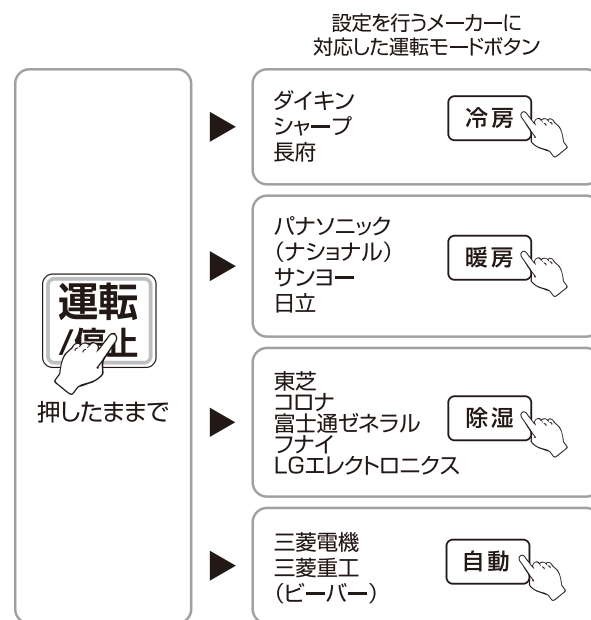 設定を行うメーカーに
対応した運転モードボタン
運転
/停止
押したままで
ダイキン
シャープ
長府
冷房
パナソニック
(ナショナル)
サンヨー
日立
暖房
東芝
コロナ
富士通ゼネラル
フナイ
LGエレクトロニクス
除湿
三菱電機
三菱重工
(ビーバー)
自動